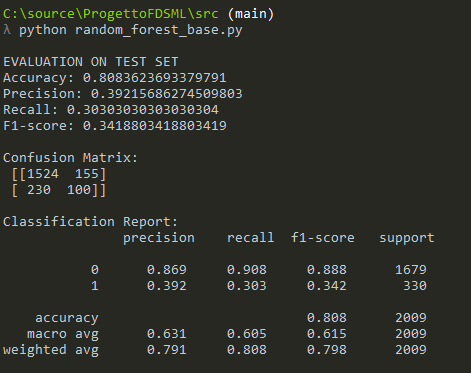 C:\source\ProgettoFDSML\src (main)
λ python random_forest_base.py
EVALUATION ON TEST SET
Accuracy: 0.8083623693379791
Precision: 0.39215686274509803
Recall: 0.30303030303030304
F1-score: 0.3418803418803419
Confusion Matrix:
[[1524 155]
[ 230 100]]
Classification Report:
precision recall f1-score support
0 0.869 0.908 0.888 1679
1 0.392 0.303 0.342 330
accuracy 0.808 2009
macro avg 0.631 0.605 0.615 2009
weighted avg 0.791 0.808 0.798 2009